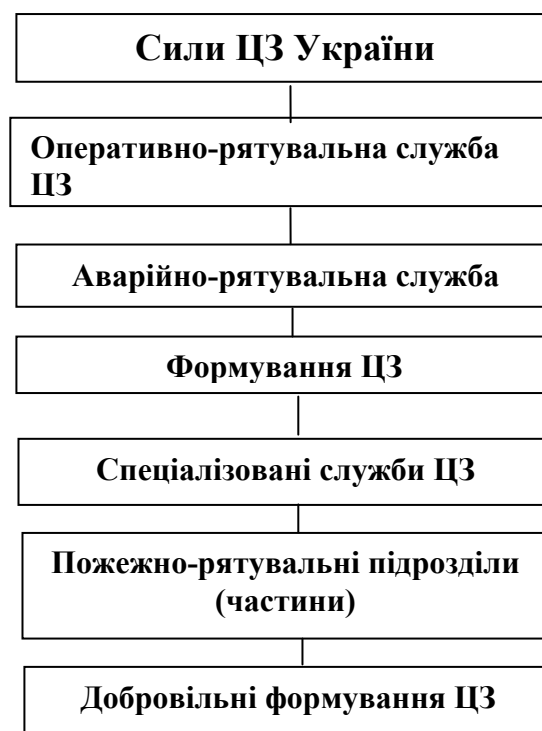 Сили ЦЗ України
Оперативно-рятувальна служба
ЦЗ
Аварійно-рятувальна служба
Формування ЦЗ
Спеціалізовані служби ЦЗ
Пожежно-рятувальні підрозділи
(частини)
Добровільні формування ЦЗ